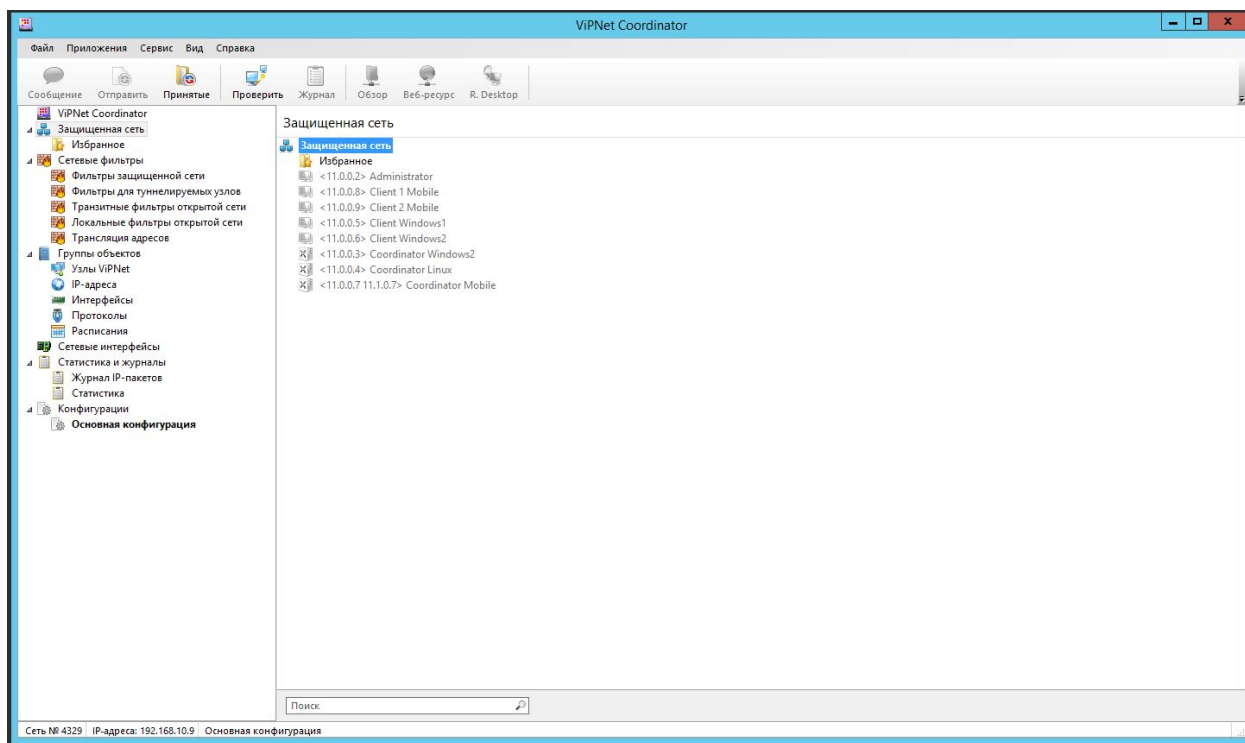 ViPNet Coordinator
Файл Приложения Сервис Вид Справка
Сообщение Отправить Принятые Проверить Журнал Обзор Веб-ресурс R. Desktop
ViPNet Coordinator
Защищенная сеть
Избранное
Сетевые фильтры
Фильтры защищенной сети
Фильтры для туннелируемых узлов
Транзитные фильтры открытой сети
Локальные фильтры открытой сети
Трансляция адресов
Группы объектов
Узлы ViPNet
IP-адреса
Интерфейсы
Протоколы
Расписания
Сетевые интерфейсы
Статистика и журналы
Журнал IP-пакетов
Статистика
Конфигурации
Основная конфигурация
Защищенная сеть
Защищенная сеть
Избранное
<11.0.0.2> Administrator
<11.0.0.8> Client 1 Mobile
<11.0.0.9> Client 2 Mobile
<11.0.0.5> Client Windows1
<11.0.0.6> Client Windows2
<11.0.0.3> Coordinator Windows2
<11.0.0.4> Coordinator Linux
<11.0.0.7 11.1.0.7> Coordinator Mobile
Поиск
Сеть № 4329 IP-адреса: 192.168.10.9 Основная конфигурация